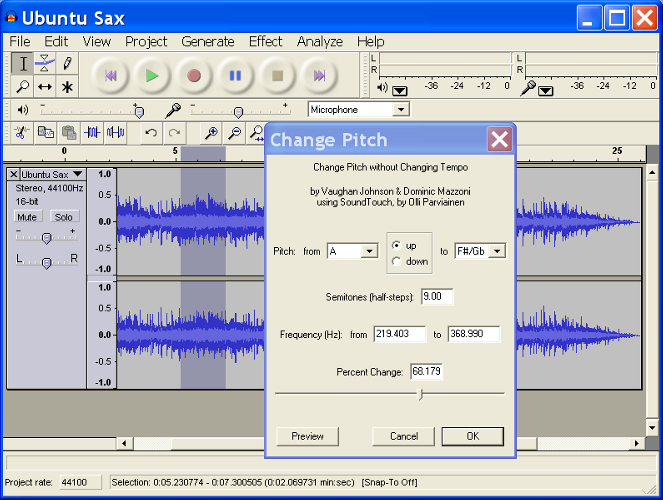 Ubuntu Sax
File Edit View Project Generate Effect Analyze Help
L
R
-36 -24 -12 0
L
R
-36 -24 -12 0
- +
- +
Microphone
0 5 25
Ubuntu Sax
Stereo, 44100Hz
16-bit
Mute Solo
- +
L R
1.0
0.5
0.0
-0.5
-1.0
1.0
0.5
0.0
-0.5
-1.0
Change Pitch
Change Pitch without Changing Tempo
by Vaughan Johnson & Dominic Mazzoni
using SoundTouch, by Olli Parviainen
Pitch: from A up down to F#/Gb
Semitones (half-steps): 9.00
Frequency (Hz): from 219.403 to 368.990
Percent Change: 68.179
Preview Cancel OK
Project rate: 44100 Selection: 0:05.230774 - 0:07.300505 (0:02.069731 min:sec) [Snap-To Off]